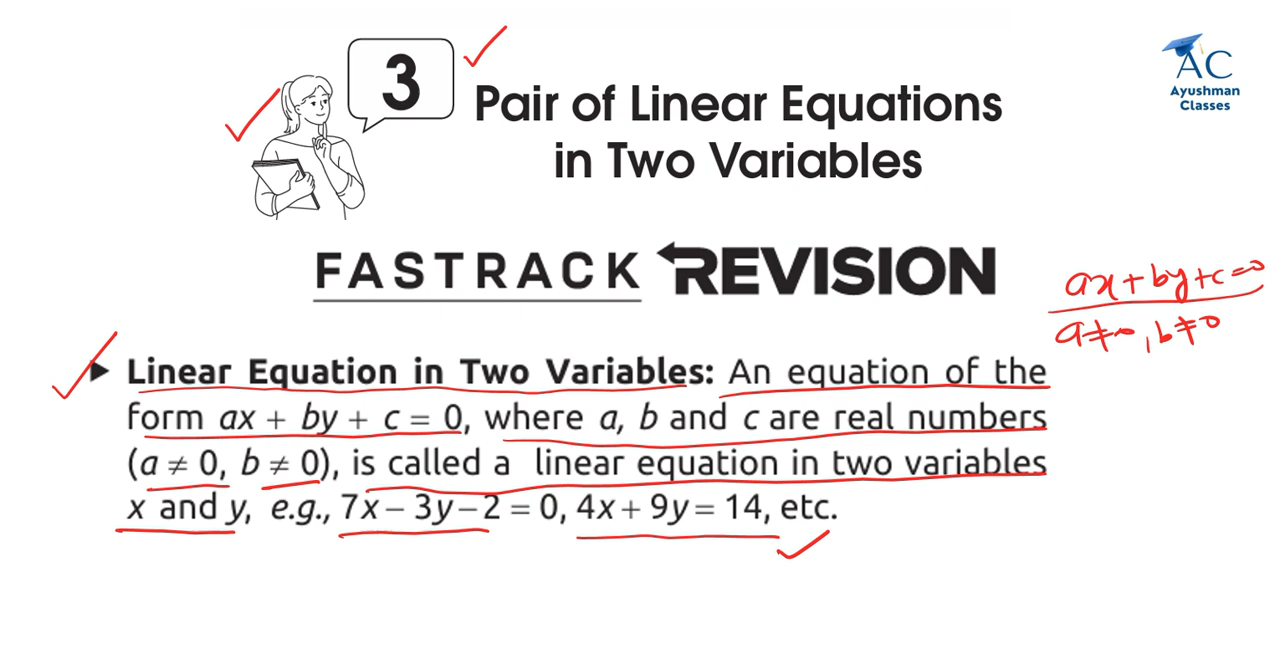 3
Pair of Linear Equations
in Two Variables
AC
Ayushman
Classes
FASTRACK REVISION
ax+by+c=0
a≠0, b≠0
▶ Linear Equation in Two Variables: An equation of the
form ax + by + c = 0, where a, b and c are real numbers
(a ≠ 0, b ≠ 0), is called a linear equation in two variables
x and y, e.g., 7x – 3y – 2 = 0, 4x + 9y = 14, etc.